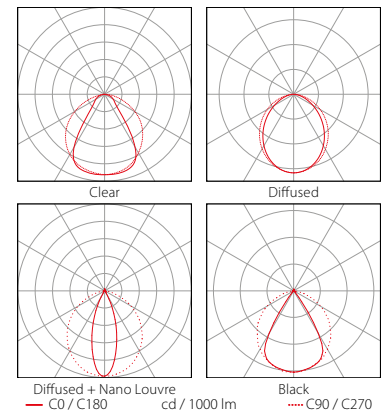 Clear
Diffused
Diffused + Nano Louvre
Black
C0 / C180
cd / 1000 lm
C90 / C270